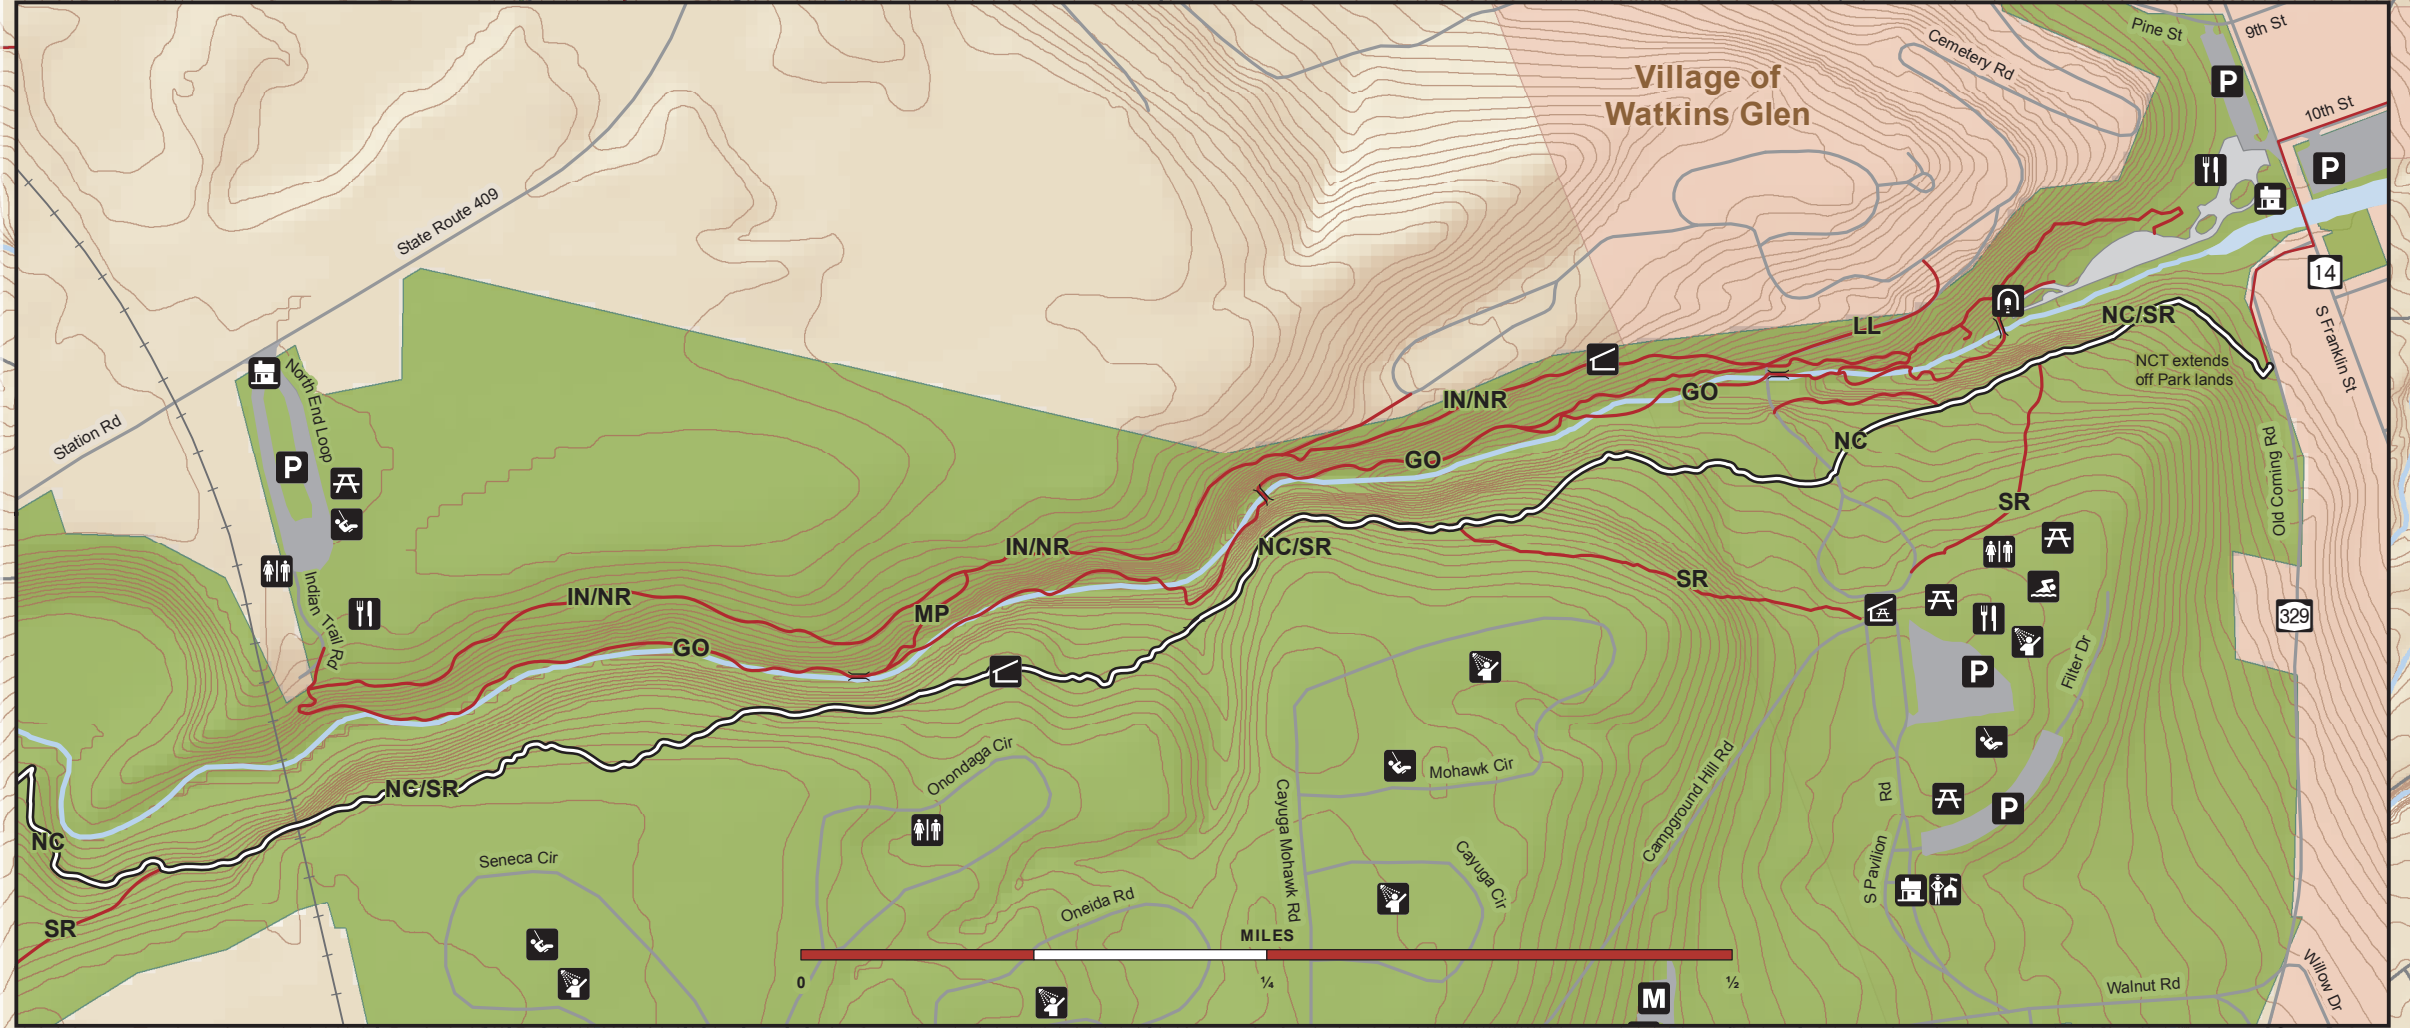 Village of
Watkins Glen
Pine St
9th St
Cemetery Rd
P
10th St
P
State Route 409
14
LL
NC/SR
S Franklin St
NCT extends
off Park lands
North End Loop
IN/NR
GO
Station Rd
GO
NC
P
Old Corning Rd
SR
IN/NR
NC/SR
SR
IN/NR
Indian Trail Rd
MP
329
GO
P
Filter Dr
Onondaga Cir
Mohawk Cir
NC/SR
Campground Hill Rd
Cayuga Mohawk Rd
Rd
P
NC
Seneca Cir
Cayuga Cir
S Pavilion
Oneida Rd
SR
MILES
0
¼
½
Willow Dr
Walnut Rd
M